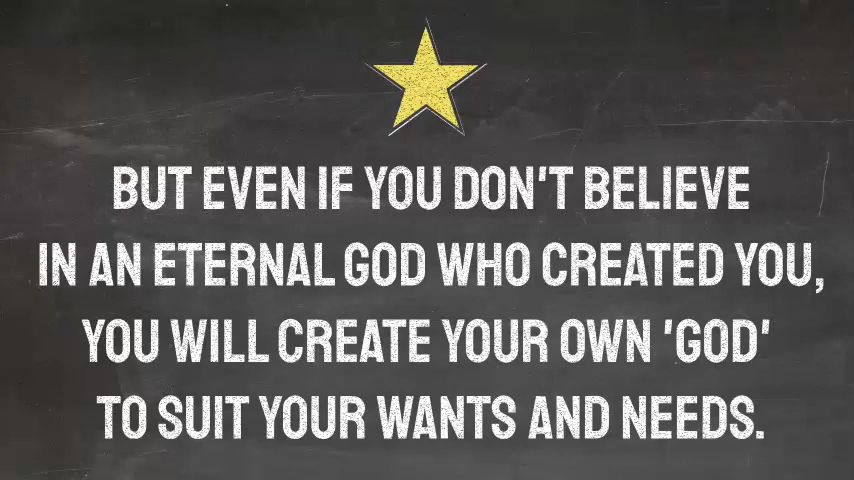 BUT EVEN IF YOU DON'T BELIEVE
IN AN ETERNAL GOD WHO CREATED YOU,
YOU WILL CREATE YOUR OWN 'GOD'
TO SUIT YOUR WANTS AND NEEDS.